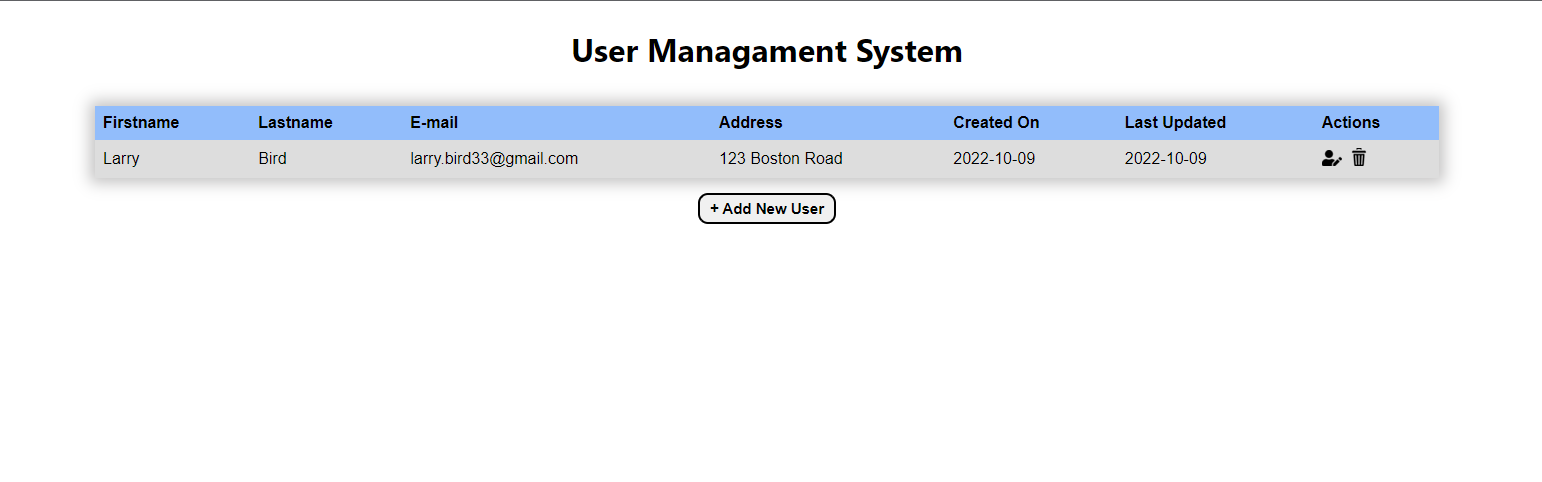 User Managament System
Firstname Lastname E-mail Address Created On Last Updated Actions
Larry Bird larry.bird33@gmail.com 123 Boston Road 2022-10-09 2022-10-09
+ Add New User